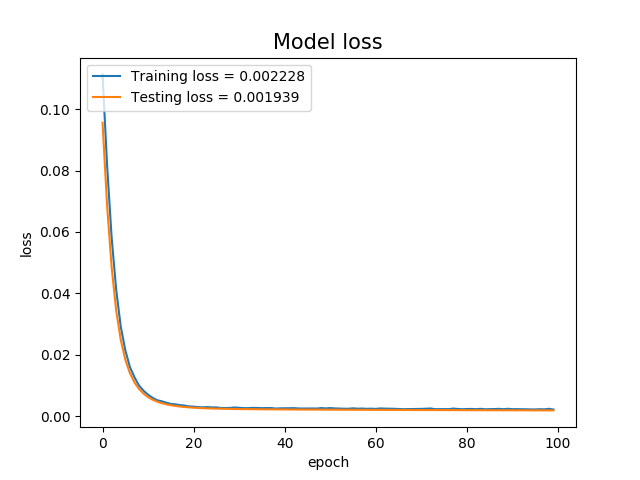 Model loss
Training loss = 0.002228
Testing loss = 0.001939
0.10
0.08
0.06
0.04
0.02
0.00
loss
0 20 40 60 80 100
epoch